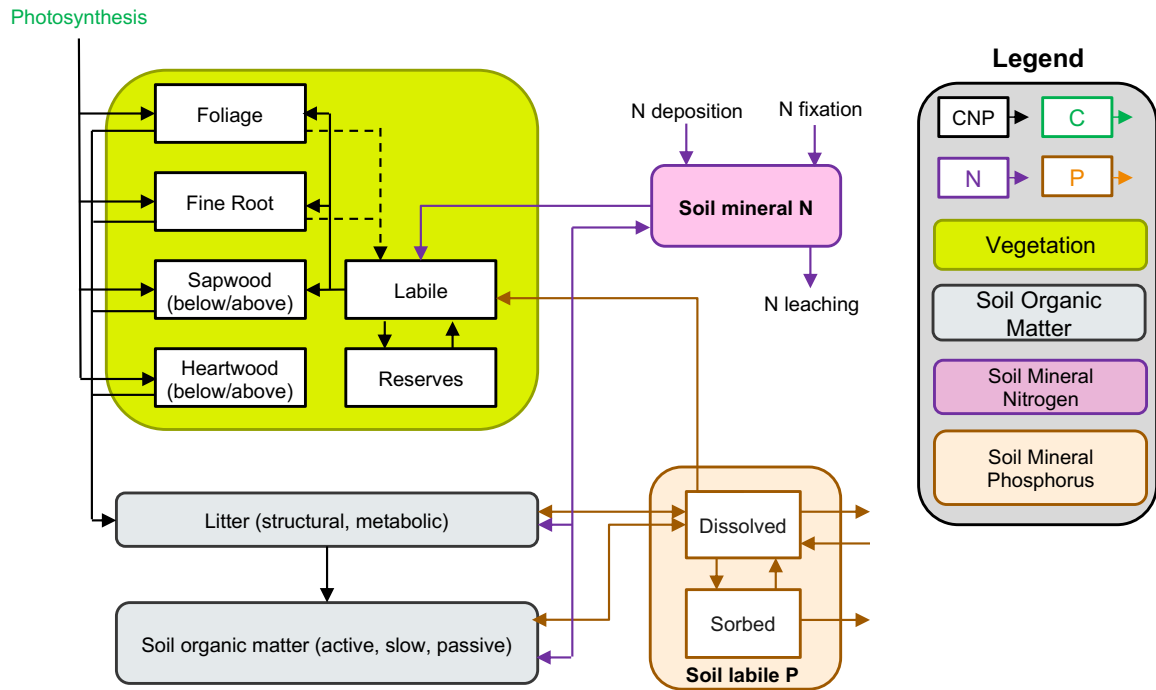 Photosynthesis
Foliage
Fine Root
Sapwood
(below/above)
Heartwood
(below/above)
Labile
Reserves
N deposition
N fixation
Soil mineral N
N leaching
Litter (structural, metabolic)
Soil organic matter (active, slow, passive)
Dissolved
Sorbed
Soil labile P
Legend
CNP
C
N
P
Vegetation
Soil Organic
Matter
Soil Mineral
Nitrogen
Soil Mineral
Phosphorus